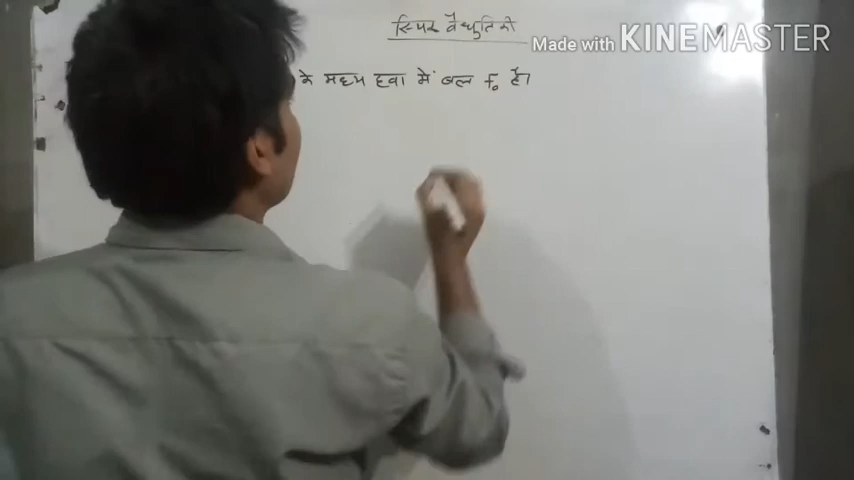 स्थिर वैधुतिकी
Made with KINEMASTER
के मध्य हवा में बल F₀ है।